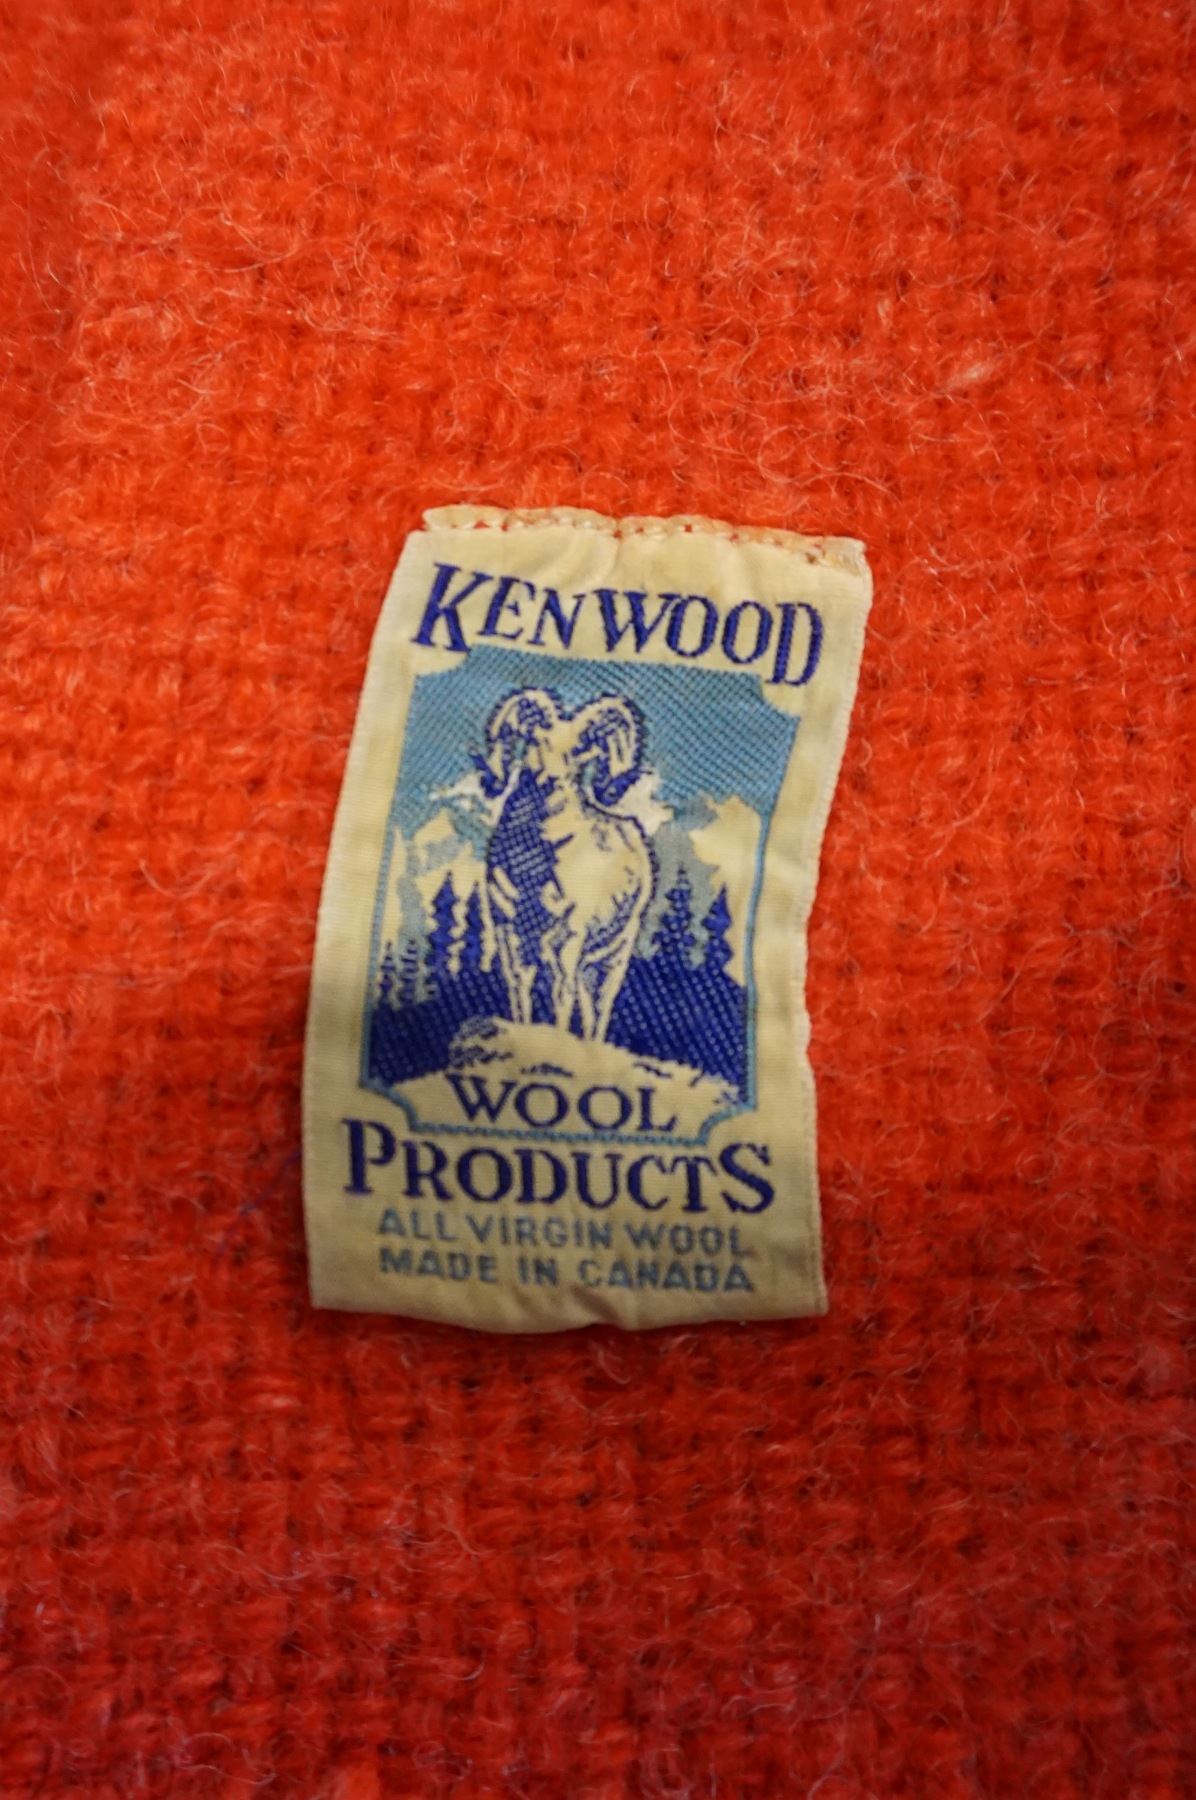 KENWOOD
WOOL
PRODUCTS
ALL VIRGIN WOOL
MADE IN CANADA